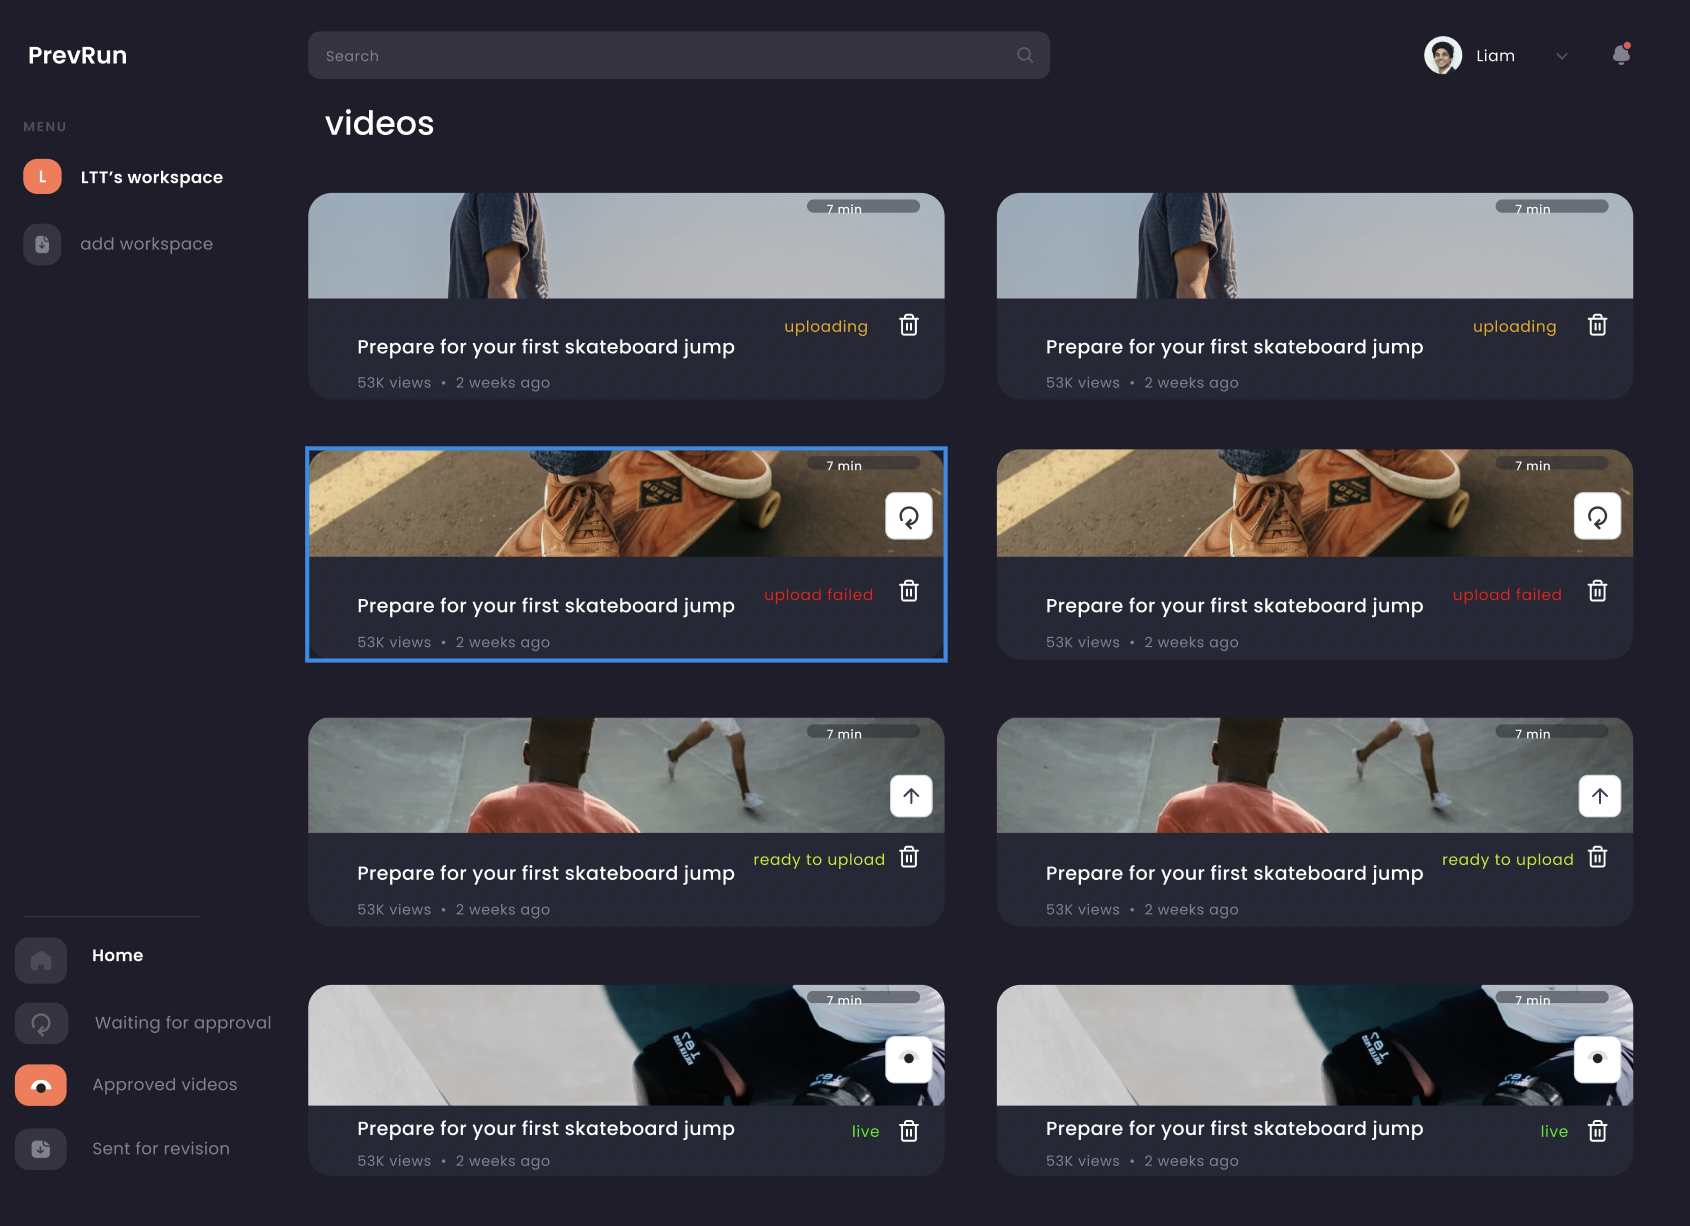 PrevRun
Search
Liam
MENU
L
LTT’s workspace
add workspace
videos
7 min
uploading
Prepare for your first skateboard jump
53K views • 2 weeks ago
7 min
uploading
Prepare for your first skateboard jump
53K views • 2 weeks ago
7 min
upload failed
Prepare for your first skateboard jump
53K views • 2 weeks ago
7 min
upload failed
Prepare for your first skateboard jump
53K views • 2 weeks ago
7 min
ready to upload
Prepare for your first skateboard jump
53K views • 2 weeks ago
7 min
ready to upload
Prepare for your first skateboard jump
53K views • 2 weeks ago
7 min
Prepare for your first skateboard jump
live
53K views • 2 weeks ago
7 min
Prepare for your first skateboard jump
live
53K views • 2 weeks ago
Home
Waiting for approval
Approved videos
Sent for revision